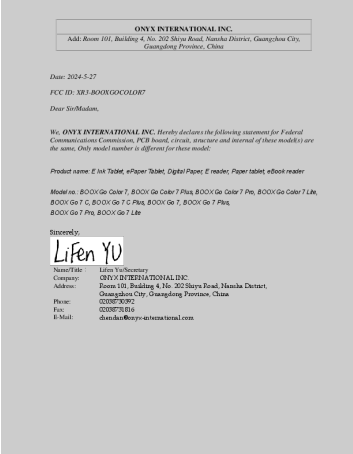 ONYX INTERNATIONAL INC.
Add: Room 101, Building 4, No. 202 Shiyu Road, Nansha District, Guangzhou City,
Guangdong Province, China
Date: 2024-5-27
FCC ID: XR3-BOOXGOCOLOR7
Dear Sir/Madam,
We, ONYX INTERNATIONAL INC. Hereby declares the following statement for Federal
Communications Commission, PCB board, circuit, structure and internal of these model(s) are
the same, Only model number is different for these model:
Product name: E Ink Tablet, ePaper Tablet, Digital Paper, E reader, Paper tablet, eBook reader
Model no.: BOOX Go Color 7, BOOX Go Color 7 Plus, BOOX Go Color 7 Pro, BOOX Go Color 7 Lite,
BOOX Go 7 C, BOOX Go 7 C Plus, BOOX Go 7, BOOX Go 7 Plus,
BOOX Go 7 Pro, BOOX Go 7 Lite
Sincerely,
LiFen YU
Name/Title : Lifen Yu/Secretary
Company: ONYX INTERNATIONAL INC.
Address: Room 101, Building 4, No. 202 Shiyu Road, Nansha District,
Guangzhou City, Guangdong Province, China
Phone: 02038730392
Fax: 02038731816
E-Mail: chendan@onyx-international.com